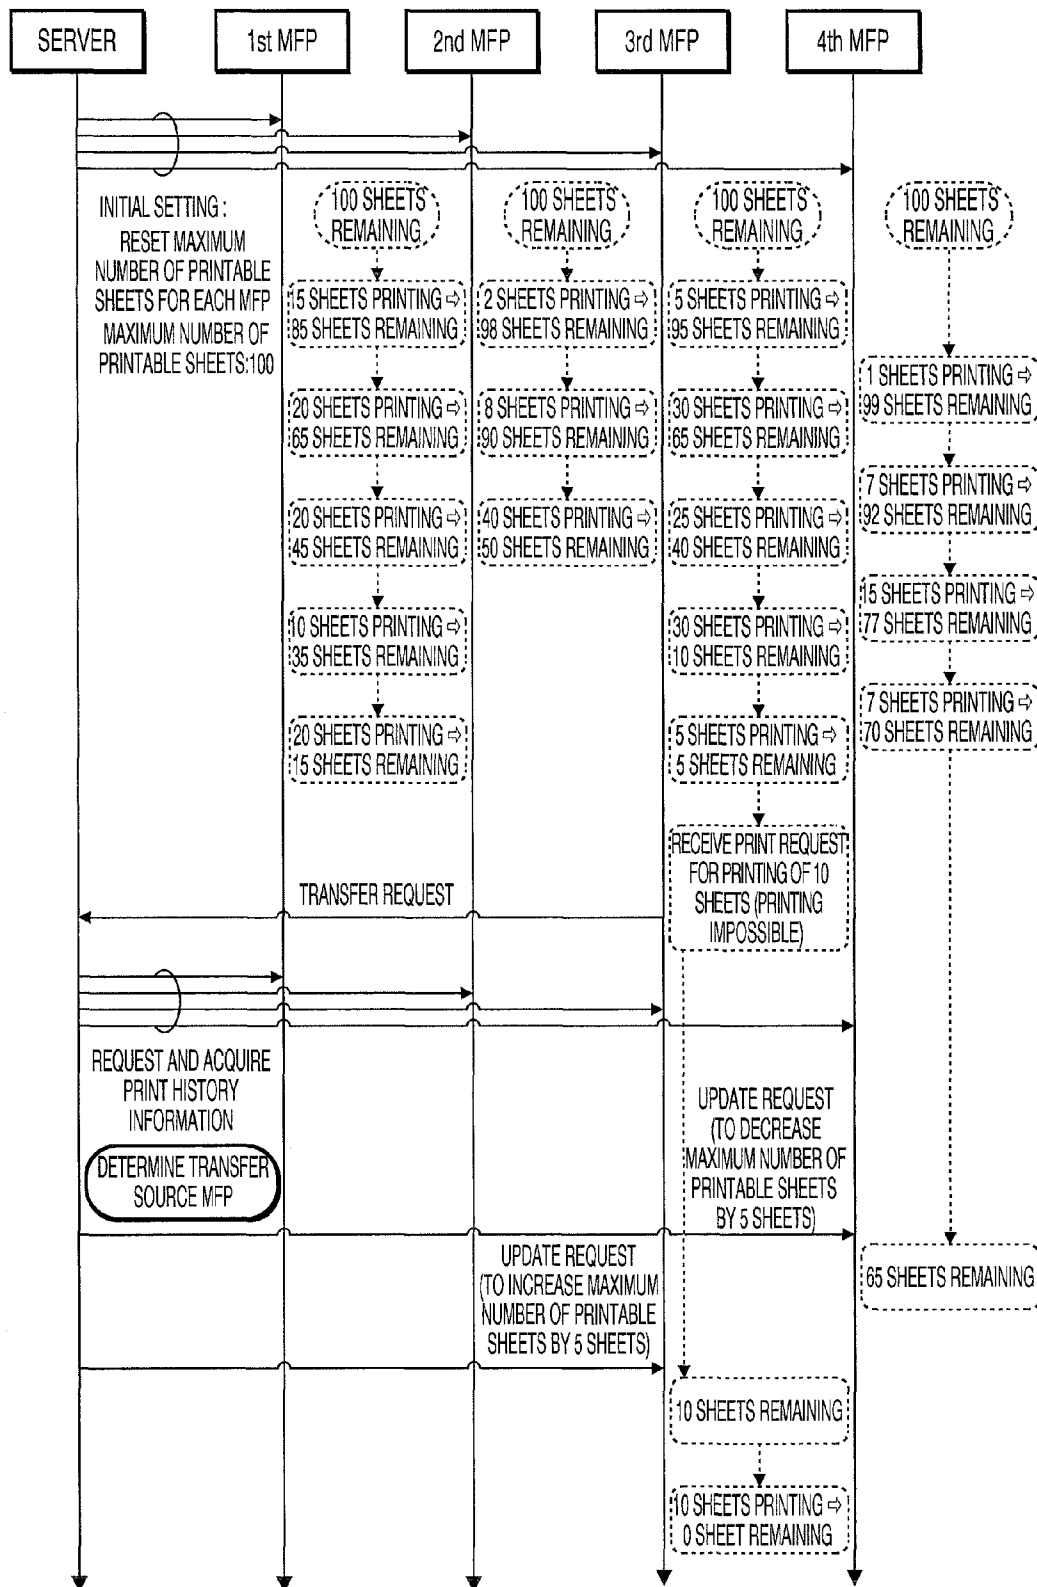 SERVER
1st MFP
2nd MFP
3rd MFP
4th MFP
INITIAL SETTING :
RESET MAXIMUM
NUMBER OF PRINTABLE
SHEETS FOR EACH MFP
MAXIMUM NUMBER OF
PRINTABLE SHEETS:100
100 SHEETS
REMAINING
15 SHEETS PRINTING ⇨
85 SHEETS REMAINING
20 SHEETS PRINTING ⇨
65 SHEETS REMAINING
20 SHEETS PRINTING ⇨
45 SHEETS REMAINING
10 SHEETS PRINTING ⇨
35 SHEETS REMAINING
20 SHEETS PRINTING ⇨
15 SHEETS REMAINING
100 SHEETS
REMAINING
2 SHEETS PRINTING ⇨
98 SHEETS REMAINING
8 SHEETS PRINTING ⇨
90 SHEETS REMAINING
40 SHEETS PRINTING ⇨
50 SHEETS REMAINING
100 SHEETS
REMAINING
5 SHEETS PRINTING ⇨
95 SHEETS REMAINING
30 SHEETS PRINTING ⇨
65 SHEETS REMAINING
25 SHEETS PRINTING ⇨
40 SHEETS REMAINING
30 SHEETS PRINTING ⇨
10 SHEETS REMAINING
5 SHEETS PRINTING ⇨
5 SHEETS REMAINING
RECEIVE PRINT REQUEST
FOR PRINTING OF 10
SHEETS (PRINTING
IMPOSSIBLE)
100 SHEETS
REMAINING
1 SHEETS PRINTING ⇨
99 SHEETS REMAINING
7 SHEETS PRINTING ⇨
92 SHEETS REMAINING
15 SHEETS PRINTING ⇨
77 SHEETS REMAINING
7 SHEETS PRINTING ⇨
70 SHEETS REMAINING
TRANSFER REQUEST
REQUEST AND ACQUIRE
PRINT HISTORY
INFORMATION
DETERMINE TRANSFER
SOURCE MFP
UPDATE REQUEST
(TO DECREASE
MAXIMUM NUMBER OF
PRINTABLE SHEETS
BY 5 SHEETS)
65 SHEETS REMAINING
UPDATE REQUEST
(TO INCREASE MAXIMUM
NUMBER OF PRINTABLE
SHEETS BY 5 SHEETS)
10 SHEETS REMAINING
10 SHEETS PRINTING ⇨
0 SHEET REMAINING